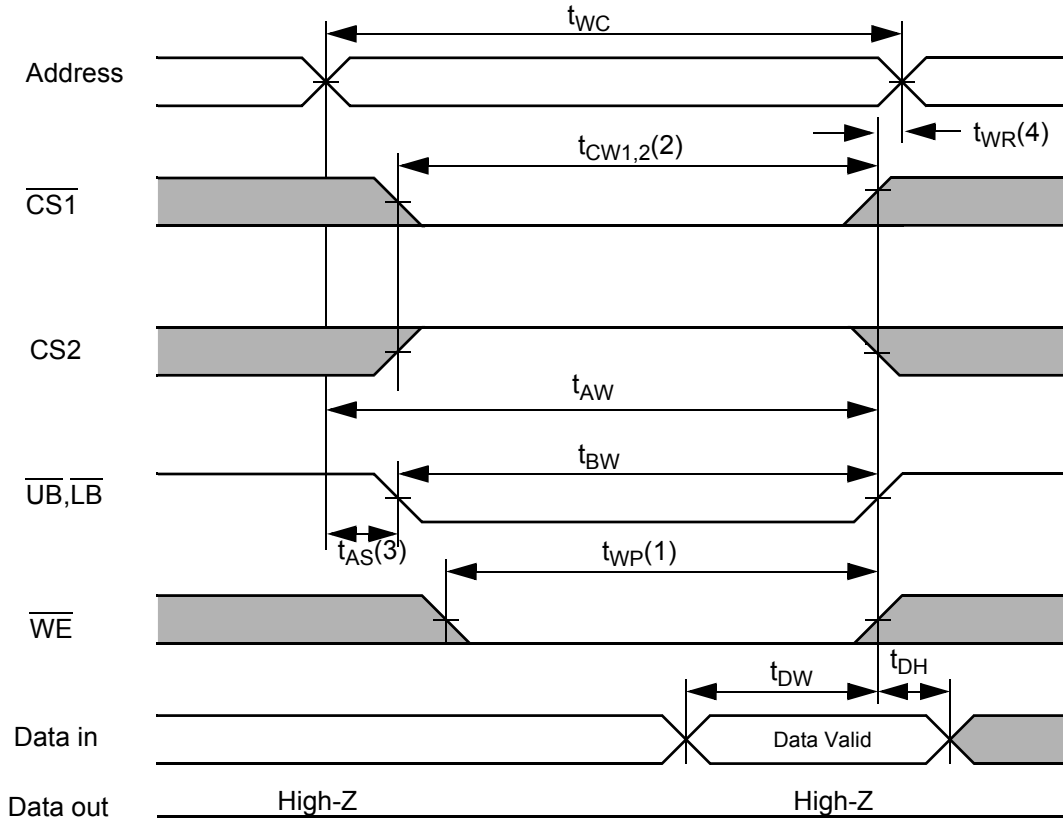 tWC
Address
tWR(4)
tCW1,2(2)
CS1
CS2
tAW
tBW
UB,LB
tAS(3)
tWP(1)
WE
tDW
tDH
Data in
Data Valid
Data out
High-Z
High-Z